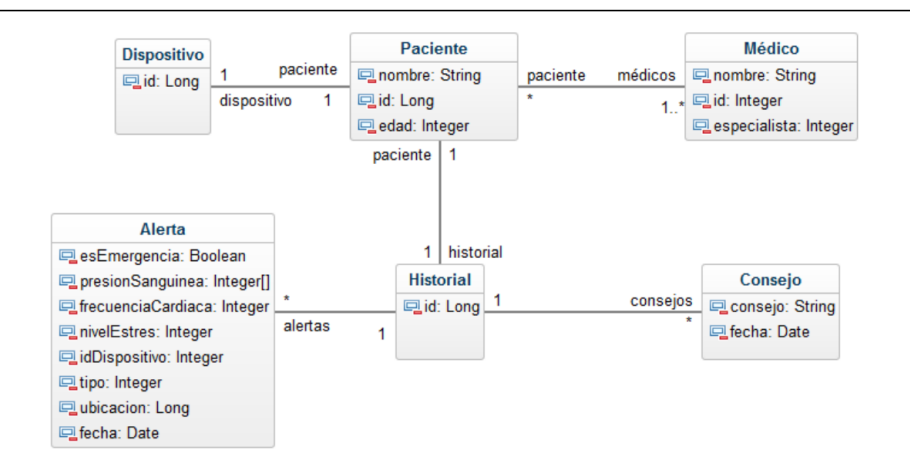 Dispositivo
id: Long
1
dispositivo
paciente
1
Paciente
nombre: String
id: Long
edad: Integer
paciente
*
médicos
1..*
Médico
nombre: String
id: Integer
especialista: Integer
paciente
1
1
historial
Alerta
esEmergencia: Boolean
presionSanguinea: Integer[]
frecuenciaCardiaca: Integer
nivelEstres: Integer
idDispositivo: Integer
tipo: Integer
ubicacion: Long
fecha: Date
*
alertas
1
Historial
id: Long
1
consejos
*
Consejo
consejo: String
fecha: Date